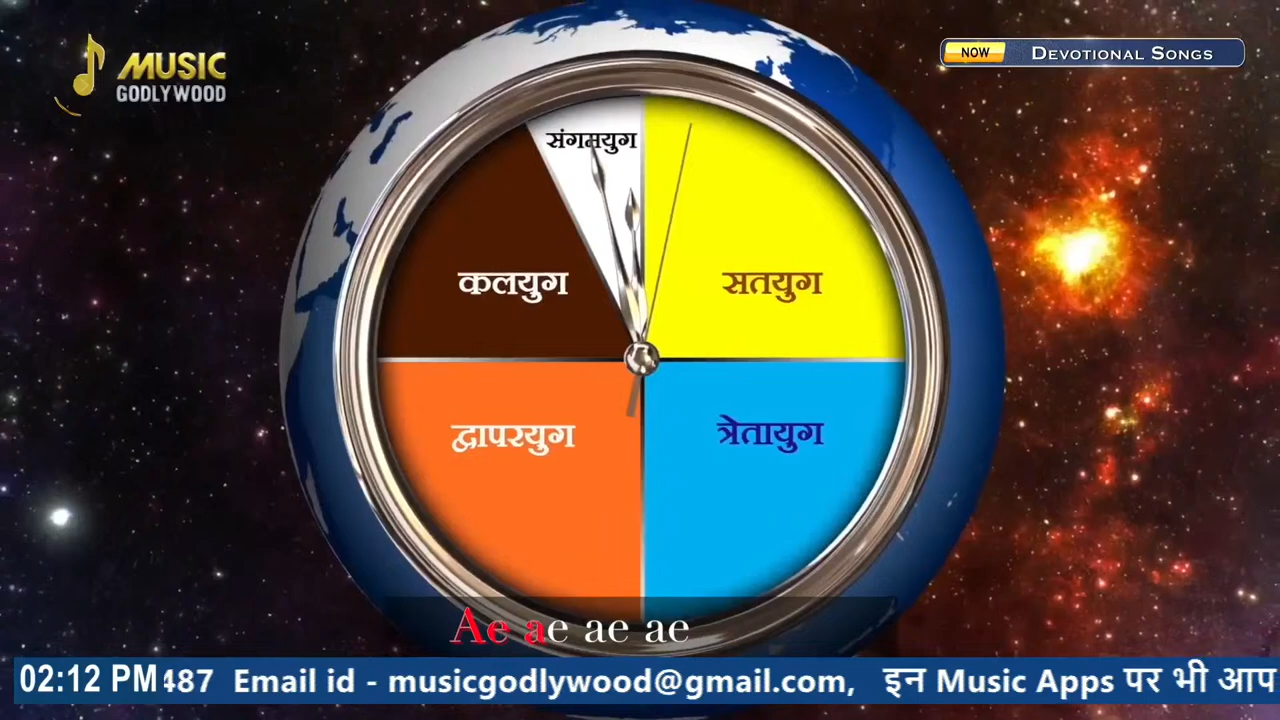 MUSIC
GODLYWOOD
NOW DEVOTIONAL SONGS
संगमयुग
कलयुग
सतयुग
द्वापरयुग
त्रेतायुग
Ae ae ae ae
02:12 PM 487 Email id - musicgodlywood@gmail.com, इन Music Apps पर भी आप